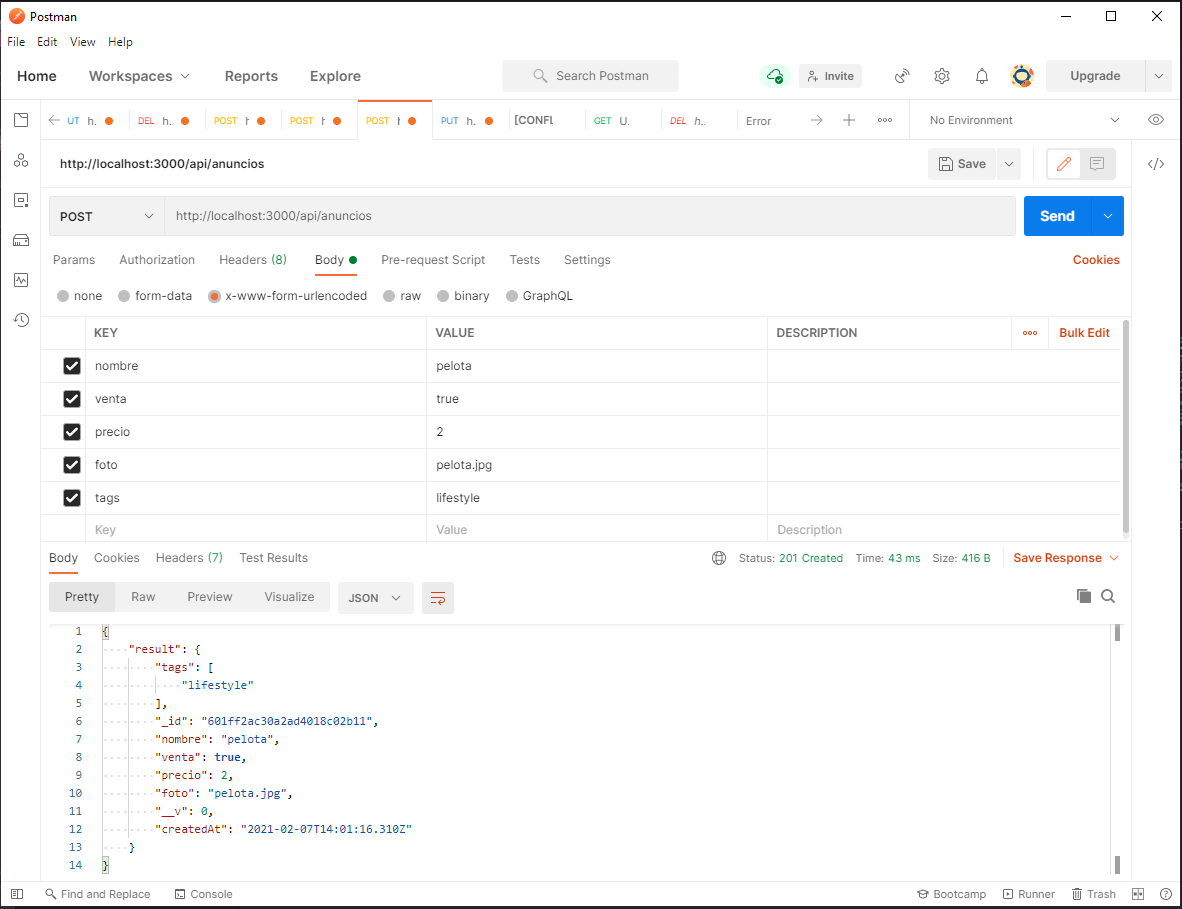 Postman
File Edit View Help
Home Workspaces Reports Explore Search Postman Invite Upgrade
UT h. DEL h.. POST POST POST PUT h. [CONFL GET U. DEL h.. Error No Environment
http://localhost:3000/api/anuncios Save
POST http://localhost:3000/api/anuncios Send
Params Authorization Headers (8) Body Pre-request Script Tests Settings Cookies
none form-data x-www-form-urlencoded raw binary GraphQL
KEY VALUE DESCRIPTION Bulk Edit
nombre pelota
venta true
precio 2
foto pelota.jpg
tags lifestyle
Key Value Description
Body Cookies Headers (7) Test Results Status: 201 Created Time: 43 ms Size: 416 B Save Response
Pretty Raw Preview Visualize JSON
1 {
2 "result": {
3 "tags": [
4 "lifestyle"
5 ],
6 "_id": "601ff2ac30a2ad4018c02b11",
7 "nombre": "pelota",
8 "venta": true,
9 "precio": 2,
10 "foto": "pelota.jpg",
11 "__v": 0,
12 "createdAt": "2021-02-07T14:01:16.310Z"
13 }
14 }
Find and Replace Console Bootcamp Runner Trash